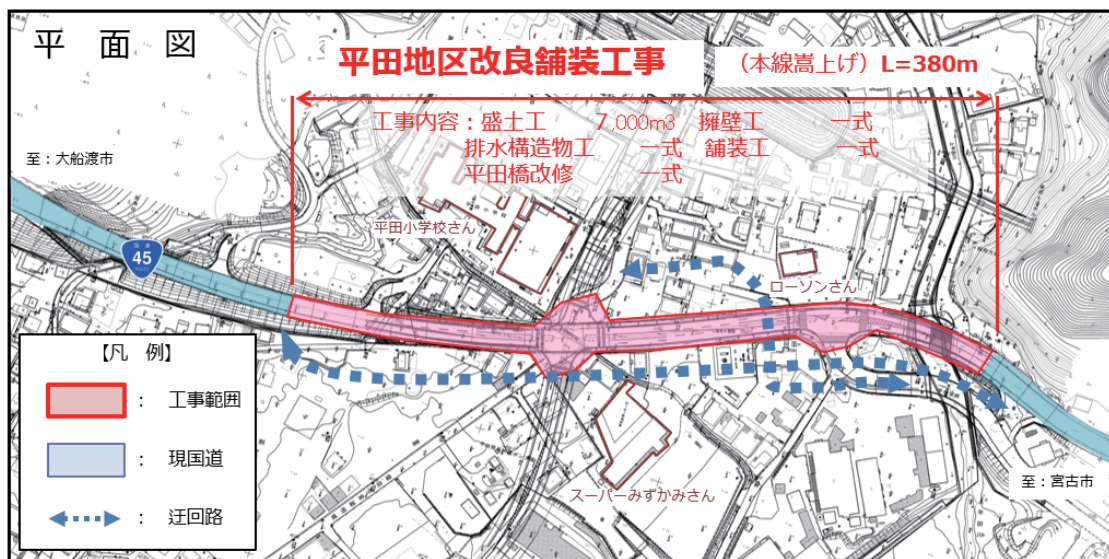 平 面 図
平田地区改良舗装工事 （本線嵩上げ）L=380m
工事内容：盛土工 7,000m3 擁壁工 一式
排水構造物工 一式 舗装工 一式
平田橋改修 一式
至：大船渡市
平田小学校さん
国道
45
ROUTE
ローソンさん
スーパーみずかみさん
至：宮古市
【凡 例】
： 工事範囲
： 現国道
： 迂回路